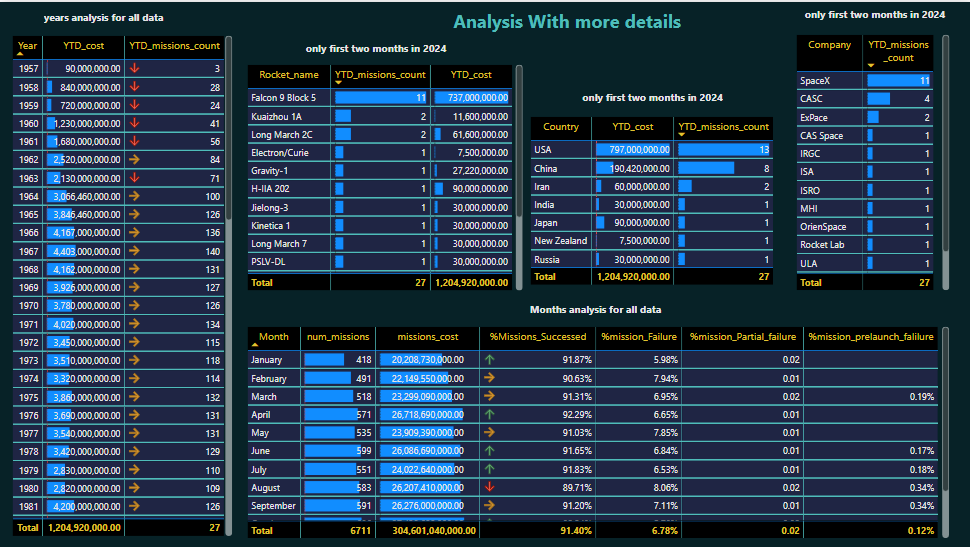 Analysis With more details
years analysis for all data
Year YTD_cost YTD_missions_count
1957 90,000,000.00 3
1958 840,000,000.00 28
1959 720,000,000.00 24
1960 1,230,000,000.00 41
1961 1,680,000,000.00 56
1962 2,520,000,000.00 84
1963 2,130,000,000.00 71
1964 3,066,460,000.00 100
1965 3,846,460,000.00 126
1966 4,167,000,000.00 136
1967 4,403,000,000.00 140
1968 4,162,000,000.00 131
1969 3,926,000,000.00 127
1970 3,780,000,000.00 126
1971 4,020,000,000.00 134
1972 3,450,000,000.00 115
1973 3,510,000,000.00 118
1974 3,320,000,000.00 114
1975 3,860,000,000.00 132
1976 3,690,000,000.00 131
1977 3,540,000,000.00 131
1978 3,420,000,000.00 129
1979 2,830,000,000.00 110
1980 2,820,000,000.00 109
1981 4,200,000,000.00 126
Total 1,204,920,000.00 27
only first two months in 2024
Rocket_name YTD_missions_count YTD_cost
Falcon 9 Block 5 11 737,000,000.00
Kuaizhou 1A 2 11,600,000.00
Long March 2C 2 61,600,000.00
Electron/Curie 1 7,500,000.00
Gravity-1 1 27,220,000.00
H-IIA 202 1 90,000,000.00
Jielong-3 1 30,000,000.00
Kinetica 1 1 30,000,000.00
Long March 7 1 30,000,000.00
PSLV-DL 1 30,000,000.00
Total 27 1,204,920,000.00
only first two months in 2024
Country YTD_cost YTD_missions_count
USA 797,000,000.00 13
China 190,420,000.00 8
Iran 60,000,000.00 2
India 30,000,000.00 1
Japan 90,000,000.00 1
New Zealand 7,500,000.00 1
Russia 30,000,000.00 1
Total 1,204,920,000.00 27
only first two months in 2024
Company YTD_missions
_count
SpaceX 11
CASC 4
ExPace 2
CAS Space 1
IRGC 1
ISA 1
ISRO 1
MHI 1
OrienSpace 1
Rocket Lab 1
ULA 1
Total 27
Months analysis for all data
Month num_missions missions_cost %Missions_Successed %mission_Failure %mission_Partial_failure %mission_prelaunch_falilure
January 418 20,208,730,000.00 91.87% 5.98% 0.02
February 491 22,149,550,000.00 90.63% 7.94% 0.01
March 518 23,299,090,000.00 91.31% 6.95% 0.02 0.19%
April 571 26,718,690,000.00 92.29% 6.65% 0.01
May 535 23,909,390,000.00 91.03% 7.85% 0.01
June 599 26,086,690,000.00 91.65% 6.84% 0.01 0.17%
July 551 24,022,640,000.00 91.83% 6.53% 0.01 0.18%
August 583 26,207,410,000.00 89.71% 8.06% 0.02 0.34%
September 591 26,276,000,000.00 91.20% 7.11% 0.01 0.34%
Total 6711 304,601,040,000.00 91.40% 6.78% 0.02 0.12%